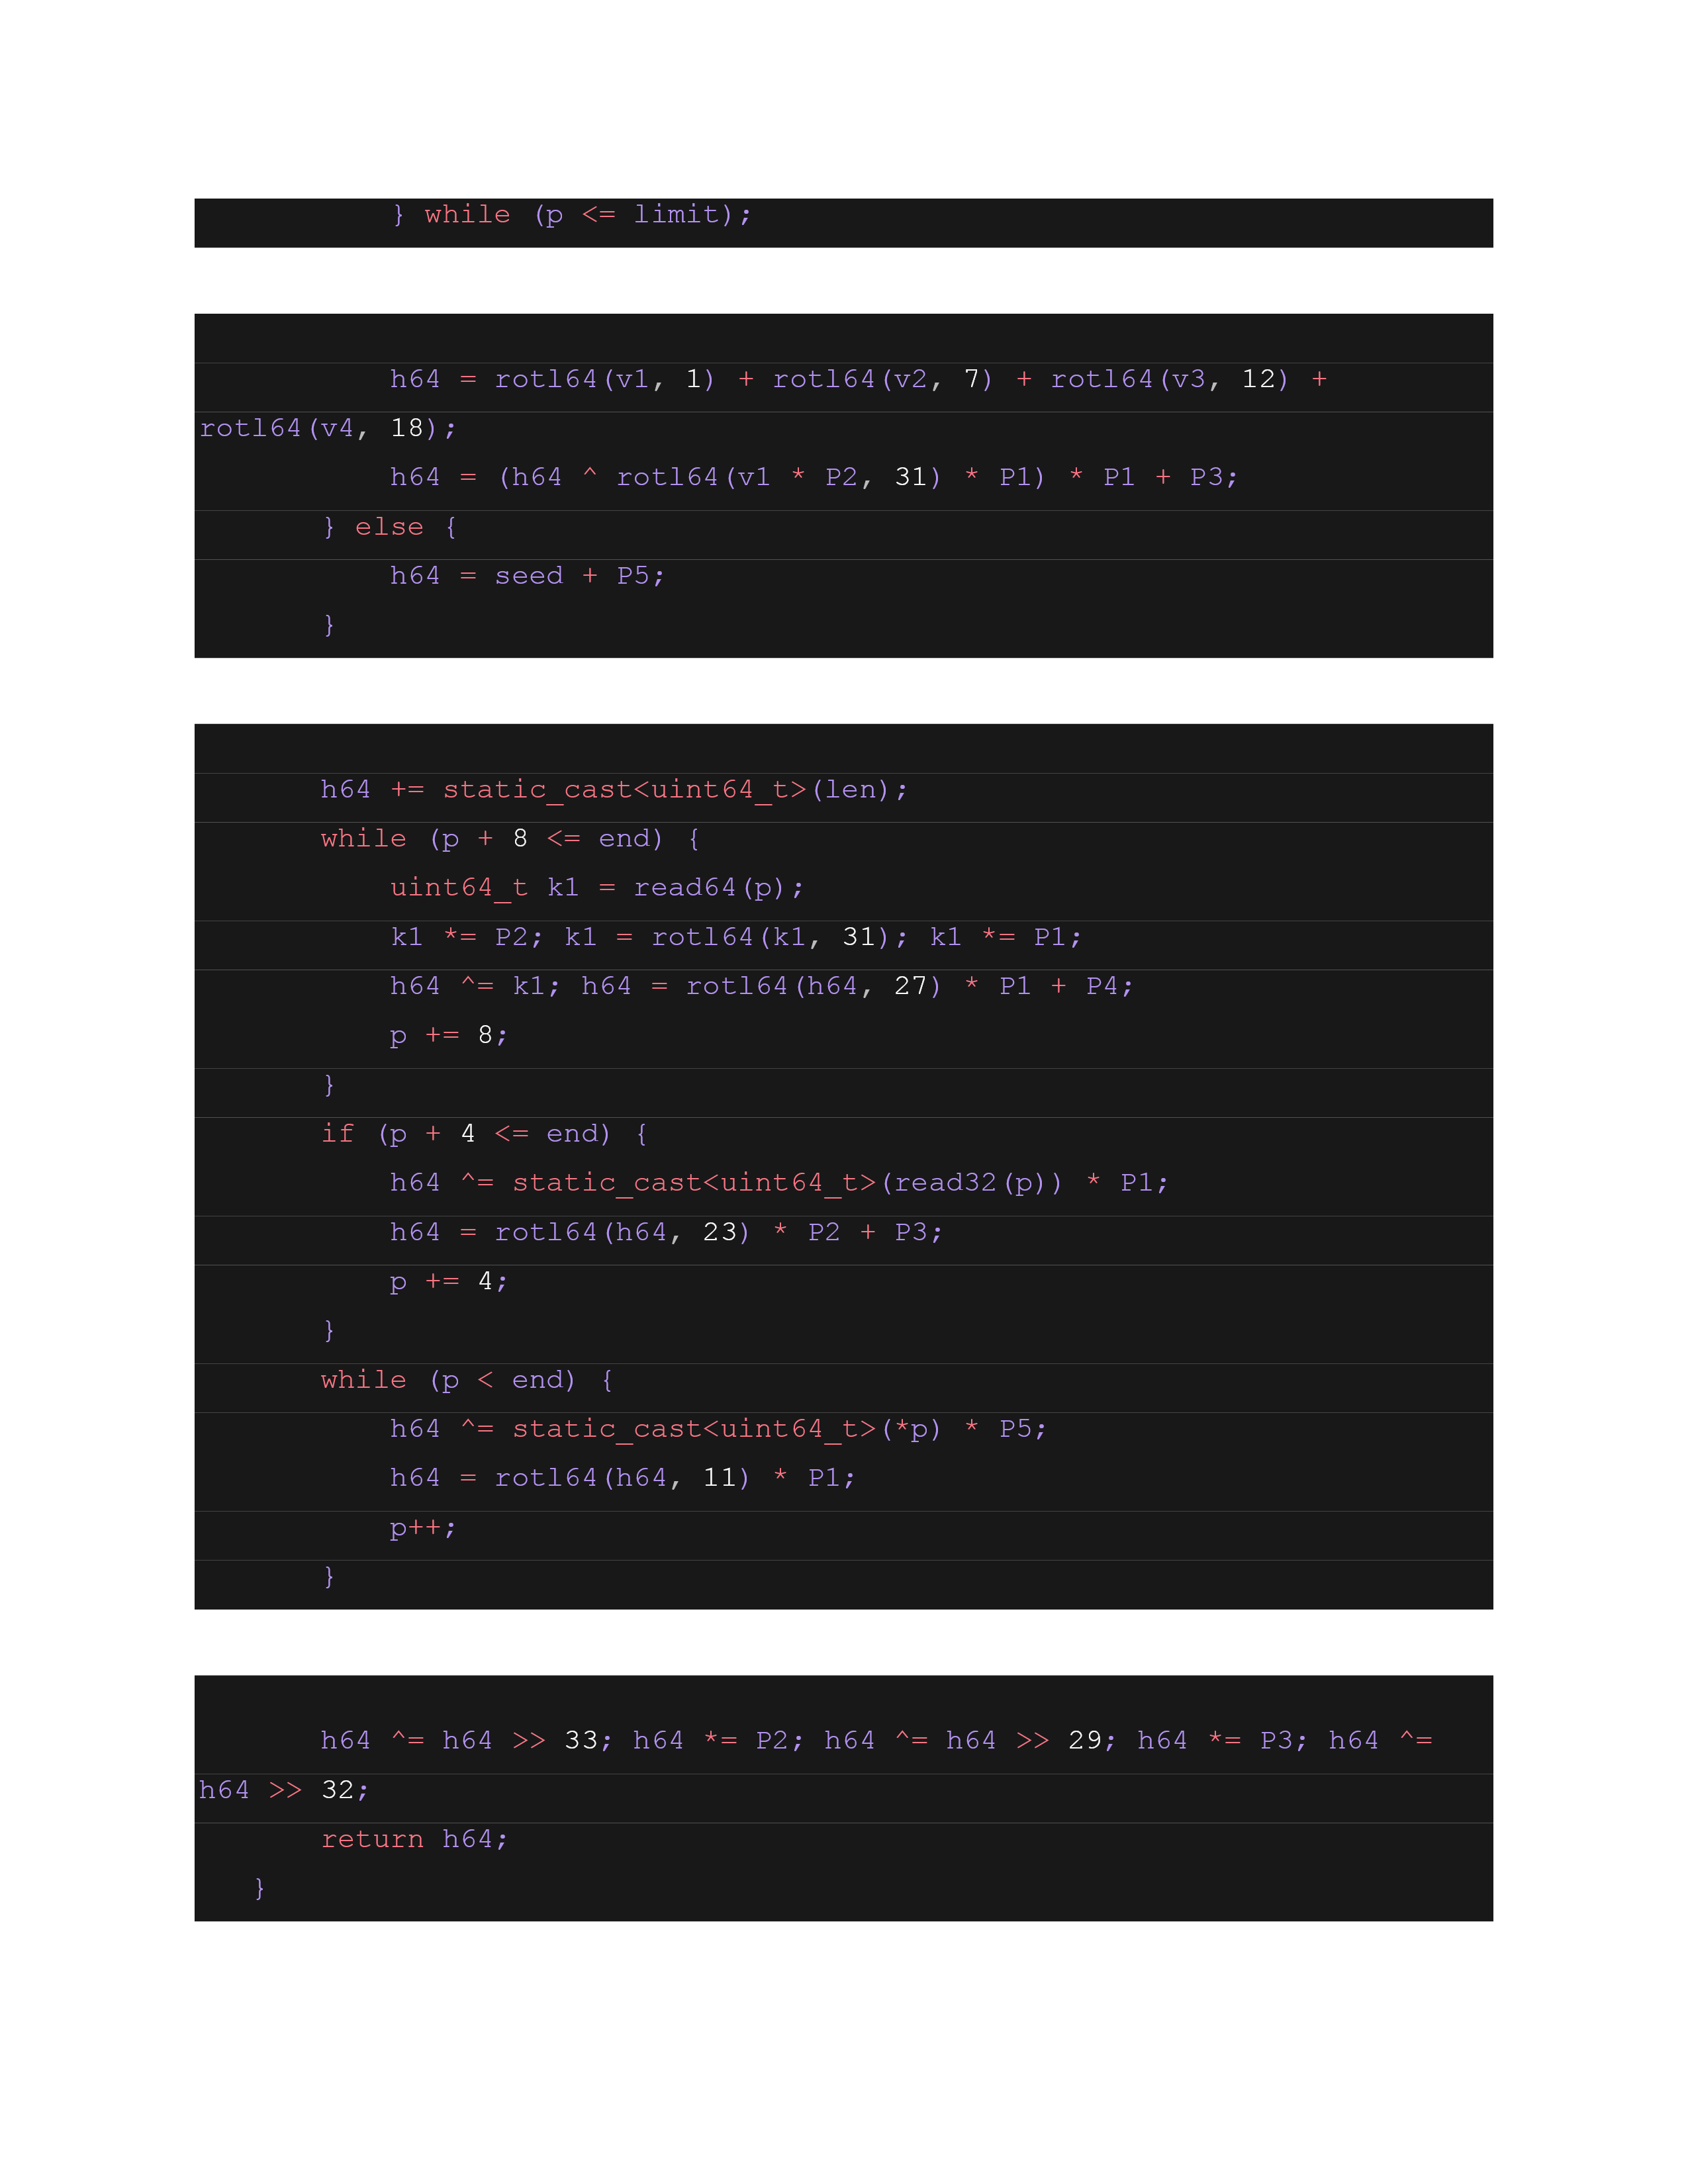 } while (p <= limit);
h64 = rotl64(v1, 1) + rotl64(v2, 7) + rotl64(v3, 12) +
rotl64(v4, 18);
h64 = (h64 ^ rotl64(v1 * P2, 31) * P1) * P1 + P3;
} else {
h64 = seed + P5;
}
h64 += static_cast<uint64_t>(len);
while (p + 8 <= end) {
uint64_t k1 = read64(p);
k1 *= P2; k1 = rotl64(k1, 31); k1 *= P1;
h64 ^= k1; h64 = rotl64(h64, 27) * P1 + P4;
p += 8;
}
if (p + 4 <= end) {
h64 ^= static_cast<uint64_t>(read32(p)) * P1;
h64 = rotl64(h64, 23) * P2 + P3;
p += 4;
}
while (p < end) {
h64 ^= static_cast<uint64_t>(*p) * P5;
h64 = rotl64(h64, 11) * P1;
p++;
}
h64 ^= h64 >> 33; h64 *= P2; h64 ^= h64 >> 29; h64 *= P3; h64 ^=
h64 >> 32;
return h64;
}